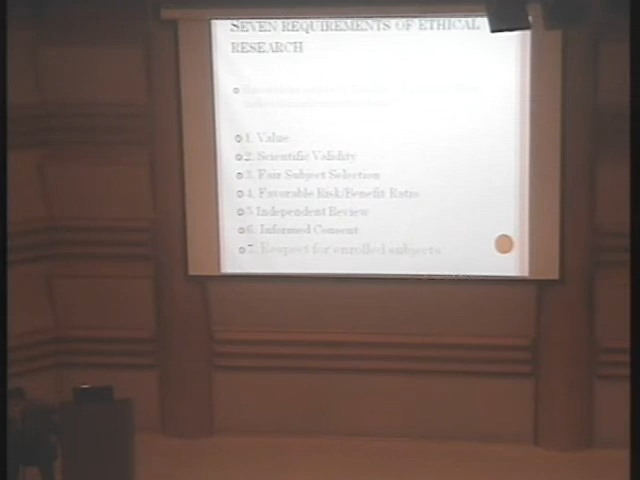 SEVEN REQUIREMENTS OF ETHICAL
RESEARCH
1. Value
2. Scientific Validity
3. Fair Subject Selection
4. Favorable Risk/Benefit Ratio
5. Independent Review
6. Informed Consent
7. Respect for enrolled subjects